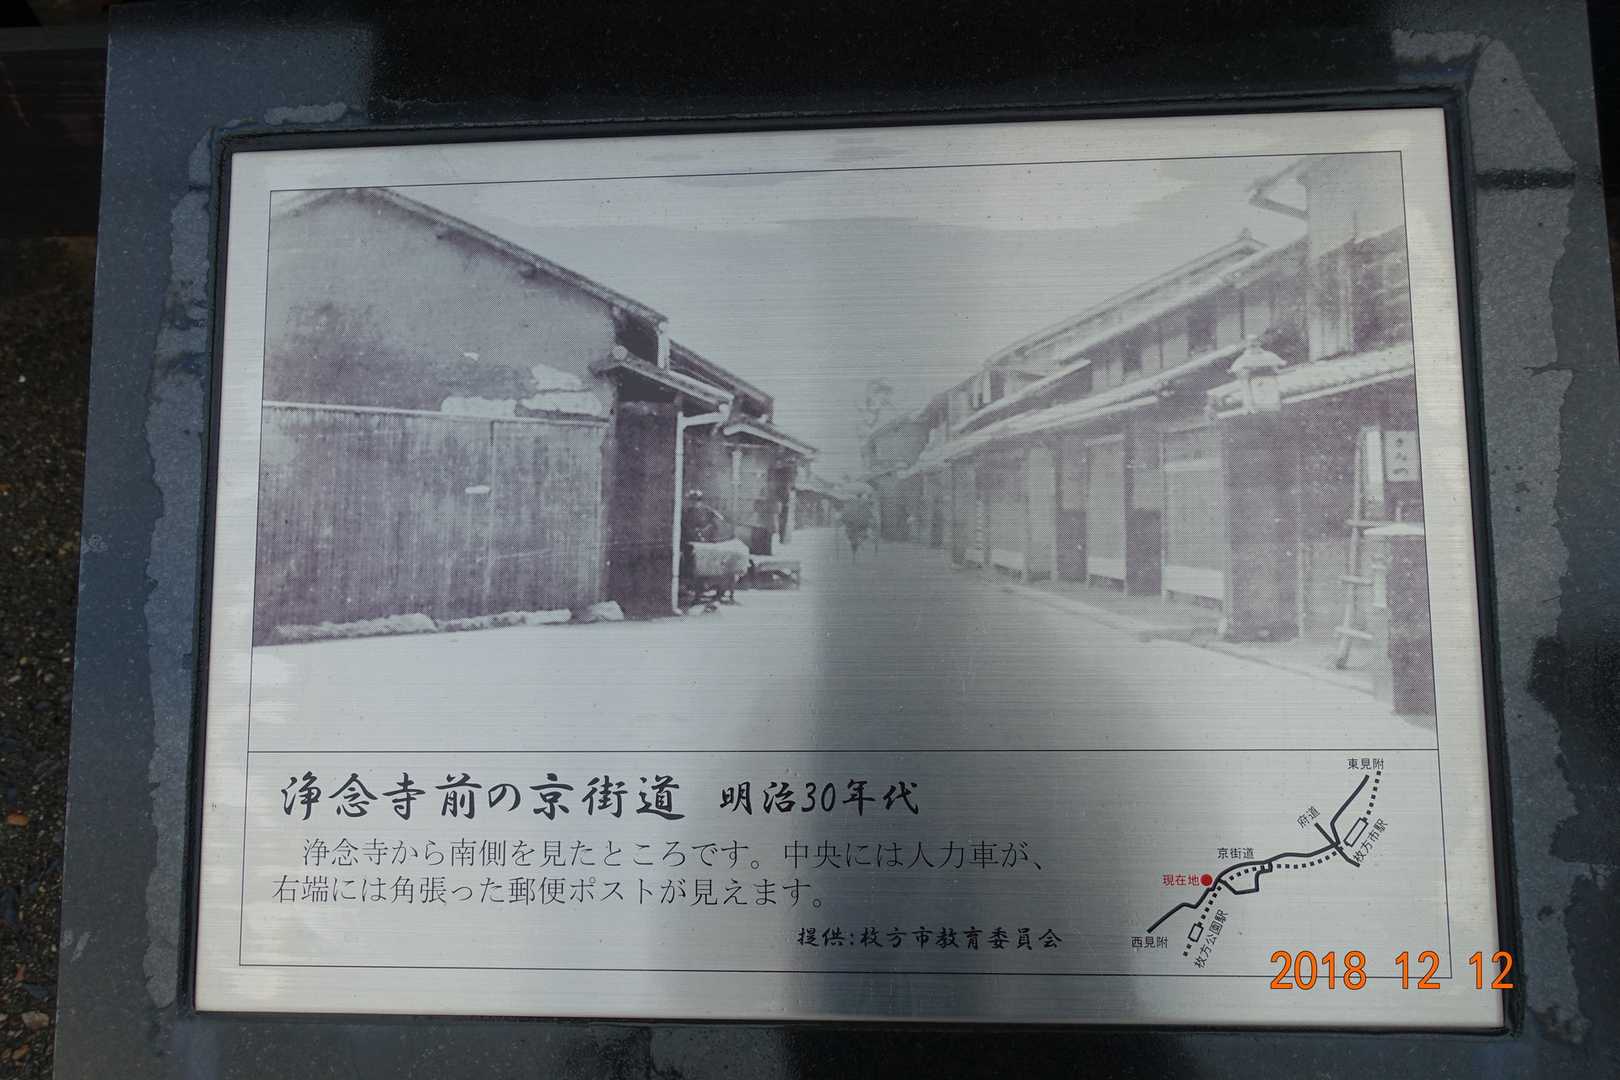 浄念寺前の京街道 明治30年代
浄念寺から南側を見たところです。中央には人力車が、
右端には角張った郵便ポストが見えます。
提供:枚方市教育委員会
東見附
府道
枚方市駅
京街道
現在地
枚方公園駅
西見附
2018 12 12